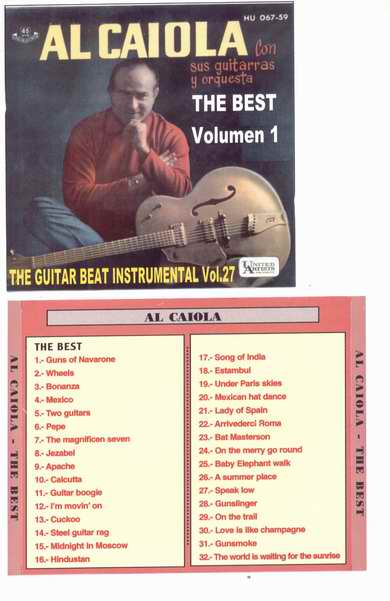 HU 067-59
45
AL CAIOLA Con
sus guitarras
y orquesta
THE BEST
Volumen 1
UNITED
ARTISTS
THE GUITAR BEAT INSTRUMENTAL Vol.27
AL CAIOLA
AL CAIOLA - THE BEST
THE BEST
1.- Guns of Navarone
2.- Wheels
3.- Bonanza
4.- Mexico
5.- Two guitars
6.- Pepe
7.- The magnificen seven
8.- Jezabel
9.- Apache
10.- Calcutta
11.- Guitar boogie
12.- I'm movin' on
13.- Cuckoo
14.- Steel guitar rag
15.- Midnight in Moscow
16.- Hindustan
17.- Song of India
18.- Estambul
19.- Under Paris skies
20.- Mexican hat dance
21.- Lady of Spain
22.- Arrivederci Roma
23.- Bat Masterson
24.- On the marry go round
25.- Baby Elephant walk
26.- A summer place
27.- Speak low
28.- Gunslinger
29.- On the trail
30.- Love is like champagne
31.- Gunsmoke
32.- The world is waiting for the sunrise
AL CAIOLA - THE BEST